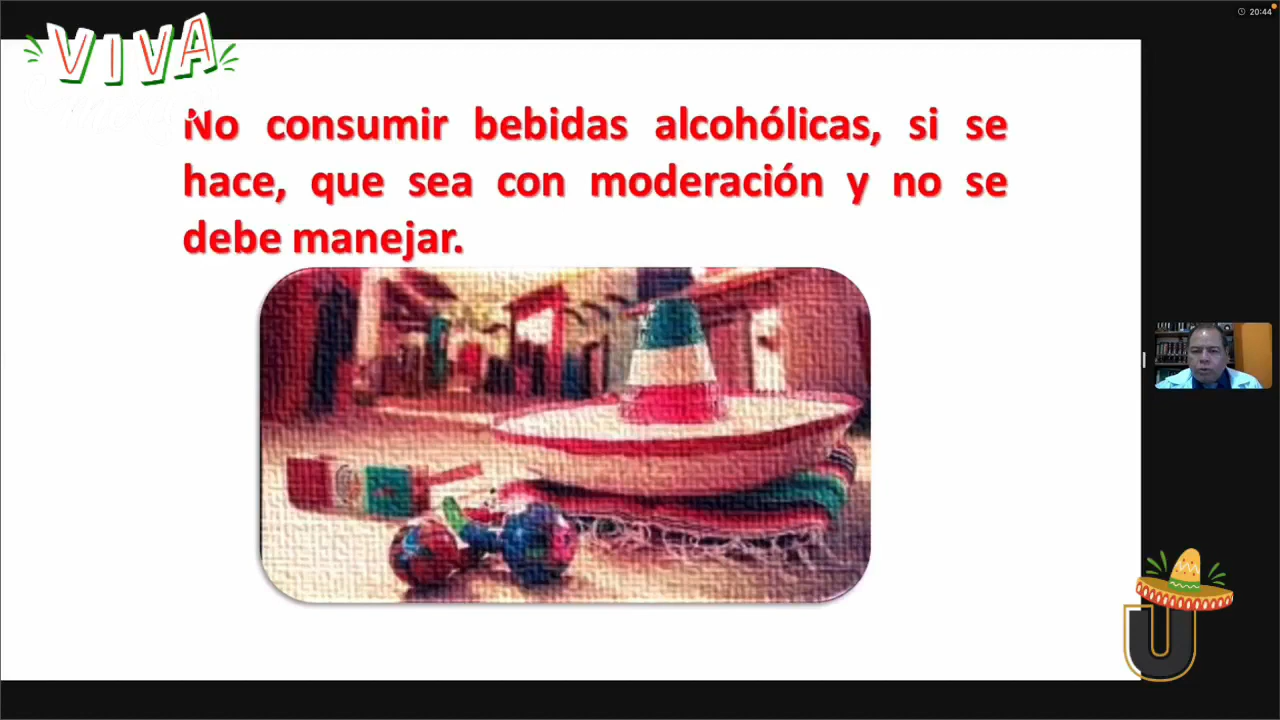 20:44
VIVA
No consumir bebidas alcohólicas, si se
hace, que sea con moderación y no se
debe manejar.
U